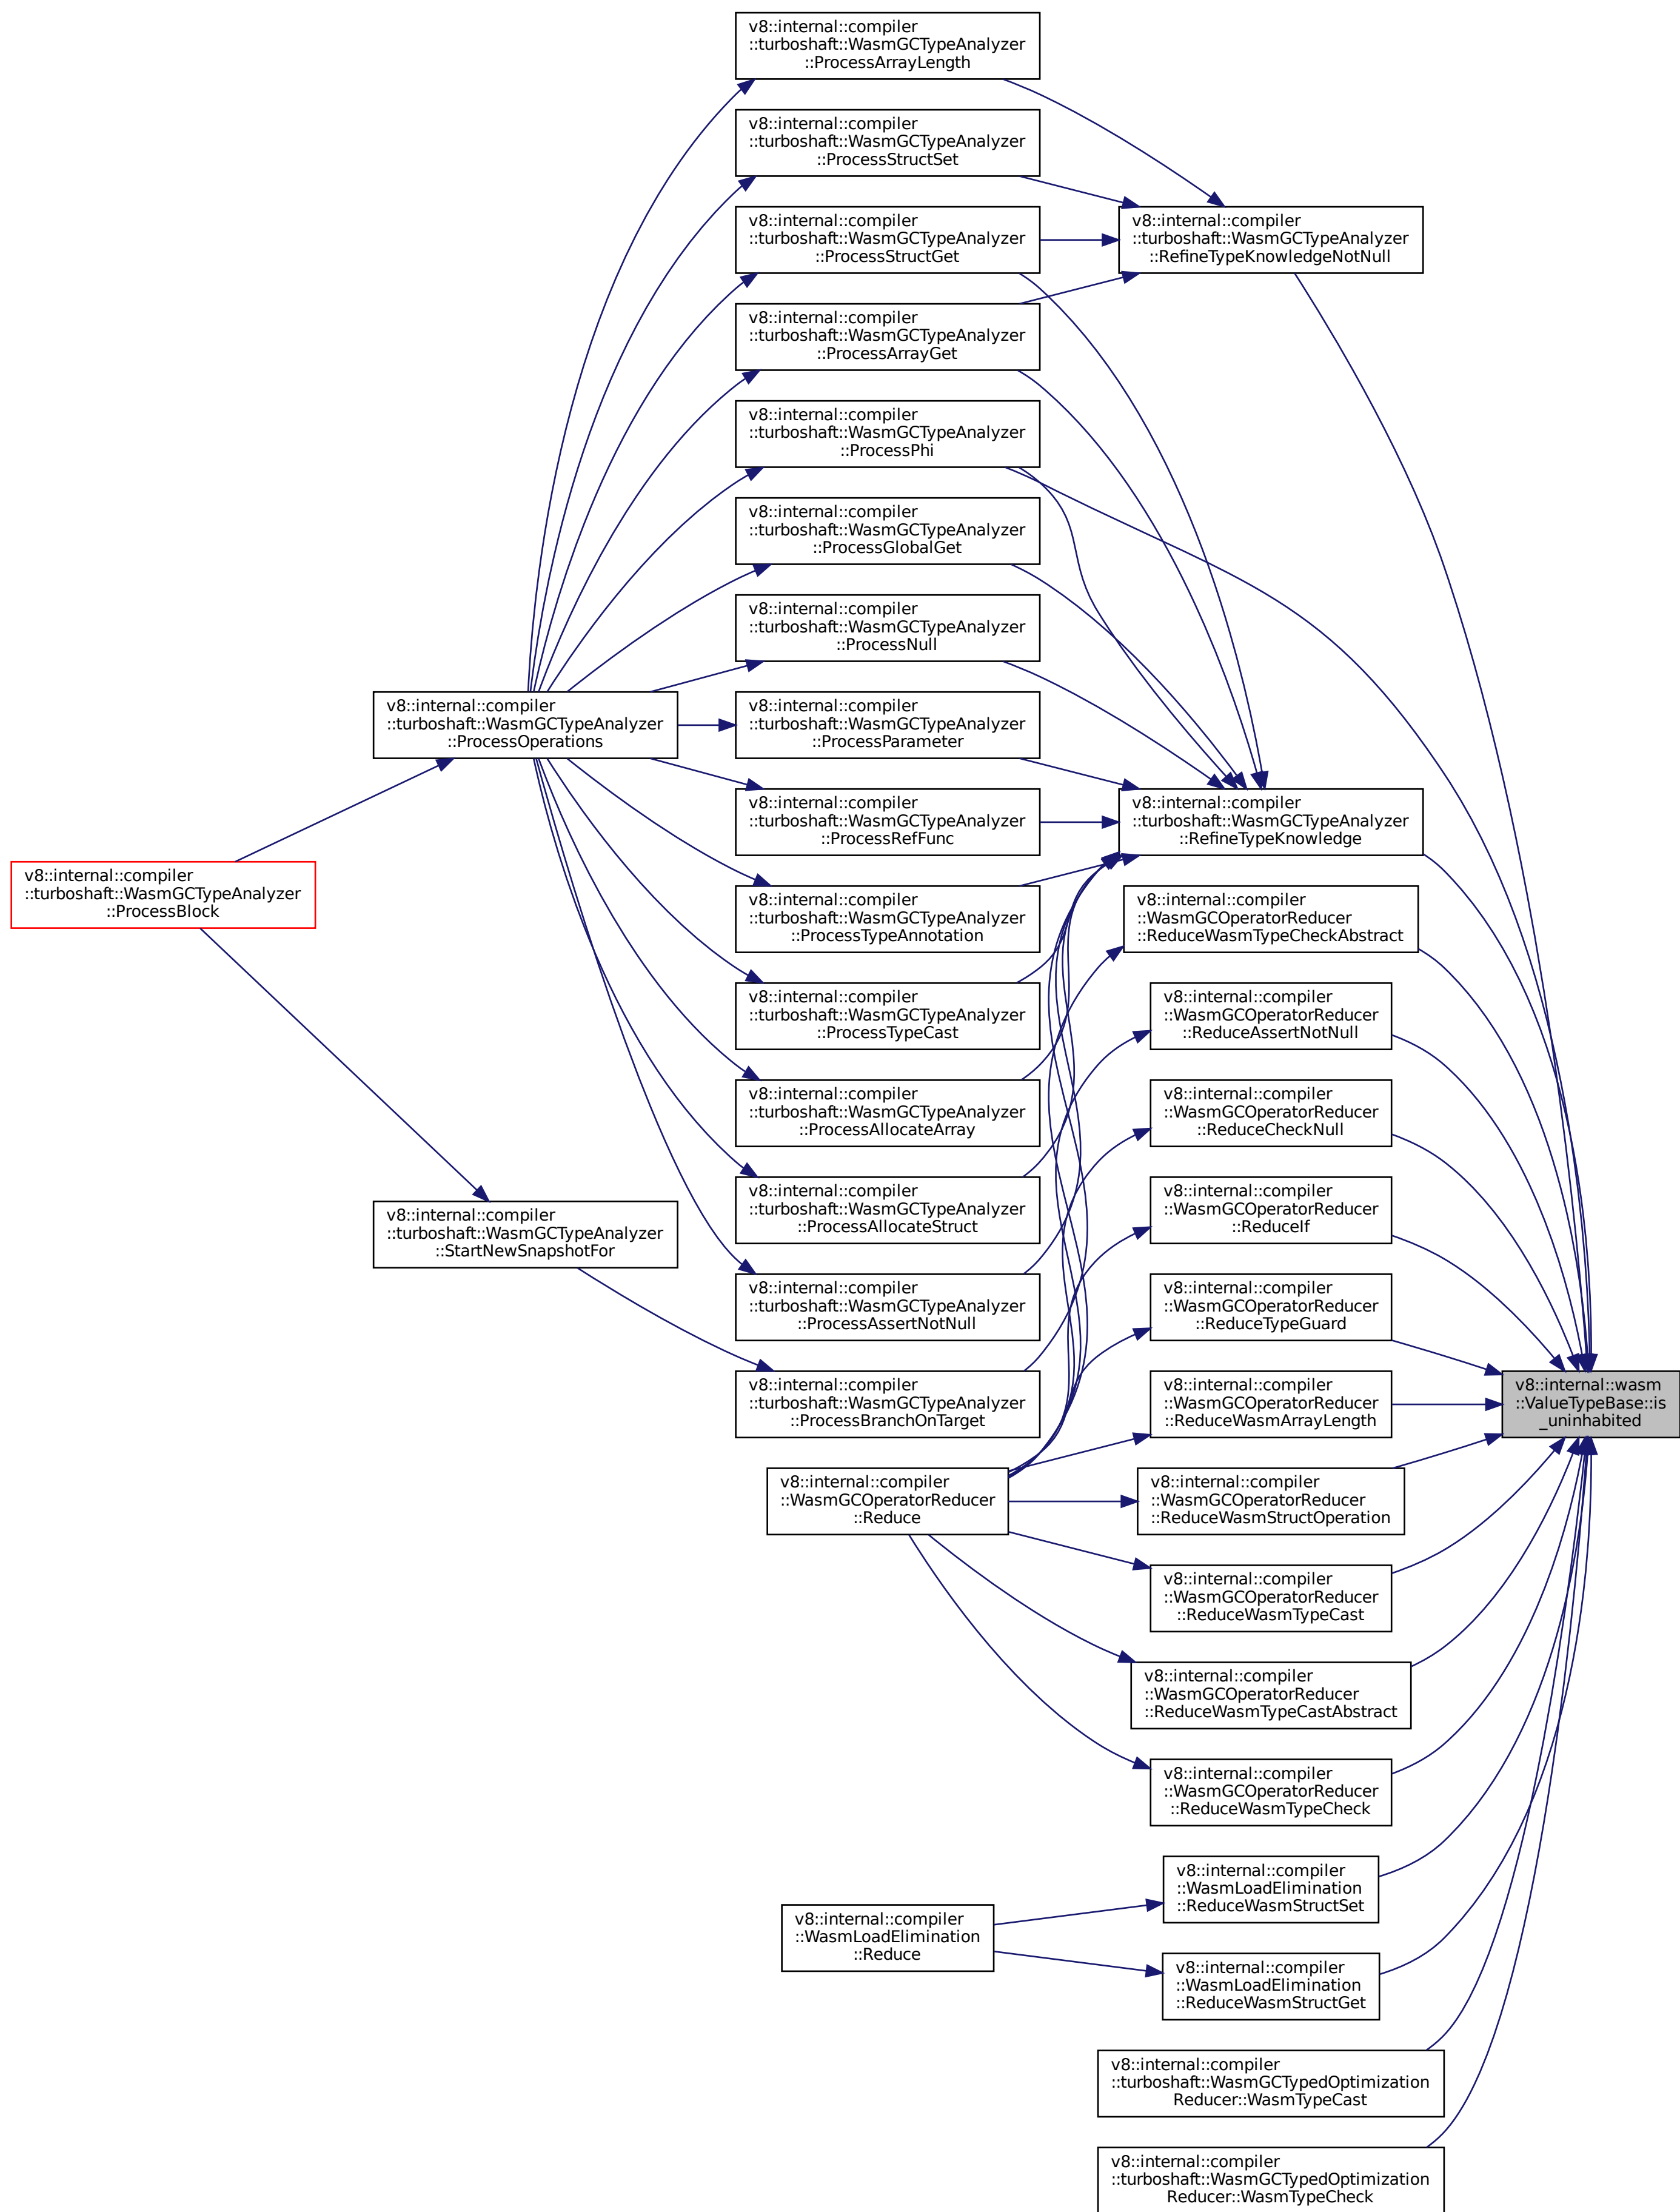 v8::internal::compiler
::turboshaft::WasmGCTypeAnalyzer
::ProcessArrayLength
v8::internal::compiler
::turboshaft::WasmGCTypeAnalyzer
::ProcessStructSet
v8::internal::compiler
::turboshaft::WasmGCTypeAnalyzer
::ProcessStructGet
v8::internal::compiler
::turboshaft::WasmGCTypeAnalyzer
::RefineTypeKnowledgeNotNull
v8::internal::compiler
::turboshaft::WasmGCTypeAnalyzer
::ProcessArrayGet
v8::internal::compiler
::turboshaft::WasmGCTypeAnalyzer
::ProcessPhi
v8::internal::compiler
::turboshaft::WasmGCTypeAnalyzer
::ProcessGlobalGet
v8::internal::compiler
::turboshaft::WasmGCTypeAnalyzer
::ProcessNull
v8::internal::compiler
::turboshaft::WasmGCTypeAnalyzer
::ProcessOperations
v8::internal::compiler
::turboshaft::WasmGCTypeAnalyzer
::ProcessParameter
v8::internal::compiler
::turboshaft::WasmGCTypeAnalyzer
::ProcessRefFunc
v8::internal::compiler
::turboshaft::WasmGCTypeAnalyzer
::RefineTypeKnowledge
v8::internal::compiler
::turboshaft::WasmGCTypeAnalyzer
::ProcessBlock
v8::internal::compiler
::turboshaft::WasmGCTypeAnalyzer
::ProcessTypeAnnotation
v8::internal::compiler
::WasmGCOperatorReducer
::ReduceWasmTypeCheckAbstract
v8::internal::compiler
::turboshaft::WasmGCTypeAnalyzer
::ProcessTypeCast
v8::internal::compiler
::WasmGCOperatorReducer
::ReduceAssertNotNull
v8::internal::compiler
::turboshaft::WasmGCTypeAnalyzer
::ProcessAllocateArray
v8::internal::compiler
::WasmGCOperatorReducer
::ReduceCheckNull
v8::internal::compiler
::turboshaft::WasmGCTypeAnalyzer
::ProcessAllocateStruct
v8::internal::compiler
::WasmGCOperatorReducer
::ReduceIf
v8::internal::compiler
::turboshaft::WasmGCTypeAnalyzer
::StartNewSnapshotFor
v8::internal::compiler
::turboshaft::WasmGCTypeAnalyzer
::ProcessAssertNotNull
v8::internal::compiler
::WasmGCOperatorReducer
::ReduceTypeGuard
v8::internal::compiler
::turboshaft::WasmGCTypeAnalyzer
::ProcessBranchOnTarget
v8::internal::compiler
::WasmGCOperatorReducer
::ReduceWasmArrayLength
v8::internal::wasm
::ValueTypeBase::is
_uninhabited
v8::internal::compiler
::WasmGCOperatorReducer
::Reduce
v8::internal::compiler
::WasmGCOperatorReducer
::ReduceWasmStructOperation
v8::internal::compiler
::WasmGCOperatorReducer
::ReduceWasmTypeCast
v8::internal::compiler
::WasmGCOperatorReducer
::ReduceWasmTypeCastAbstract
v8::internal::compiler
::WasmGCOperatorReducer
::ReduceWasmTypeCheck
v8::internal::compiler
::WasmLoadElimination
::ReduceWasmStructSet
v8::internal::compiler
::WasmLoadElimination
::Reduce
v8::internal::compiler
::WasmLoadElimination
::ReduceWasmStructGet
v8::internal::compiler
::turboshaft::WasmGCTypedOptimization
Reducer::WasmTypeCast
v8::internal::compiler
::turboshaft::WasmGCTypedOptimization
Reducer::WasmTypeCheck